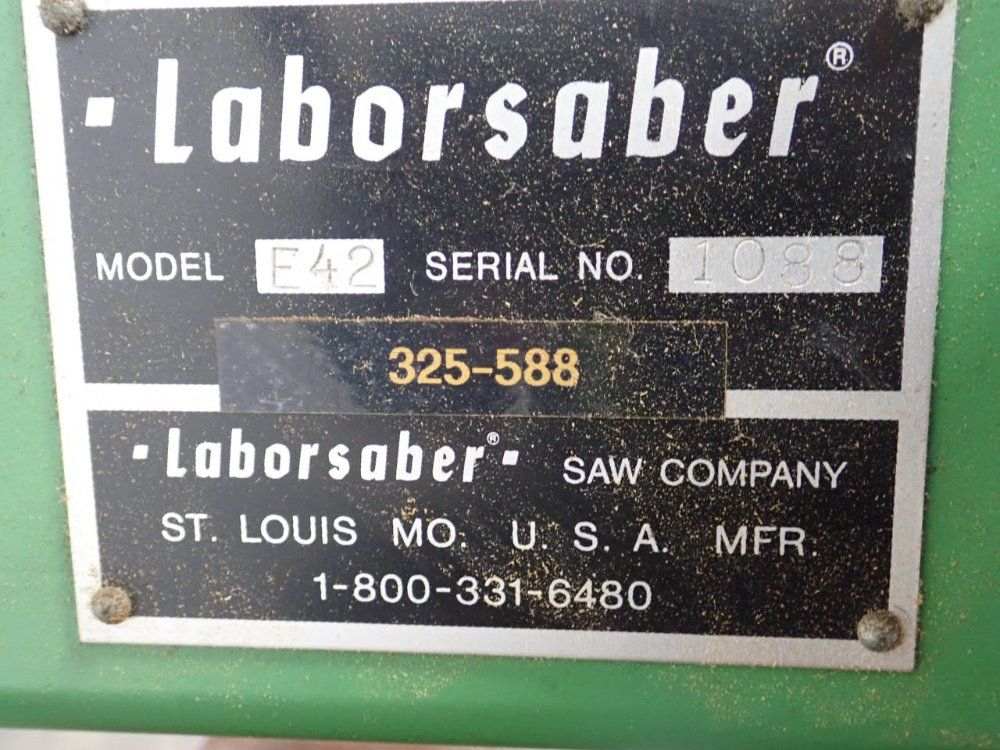 Laborsaber®
MODEL E42 SERIAL NO. 1088
325-588
-Laborsaber®- SAW COMPANY
ST. LOUIS MO. U. S. A. MFR.
1-800-331-6480